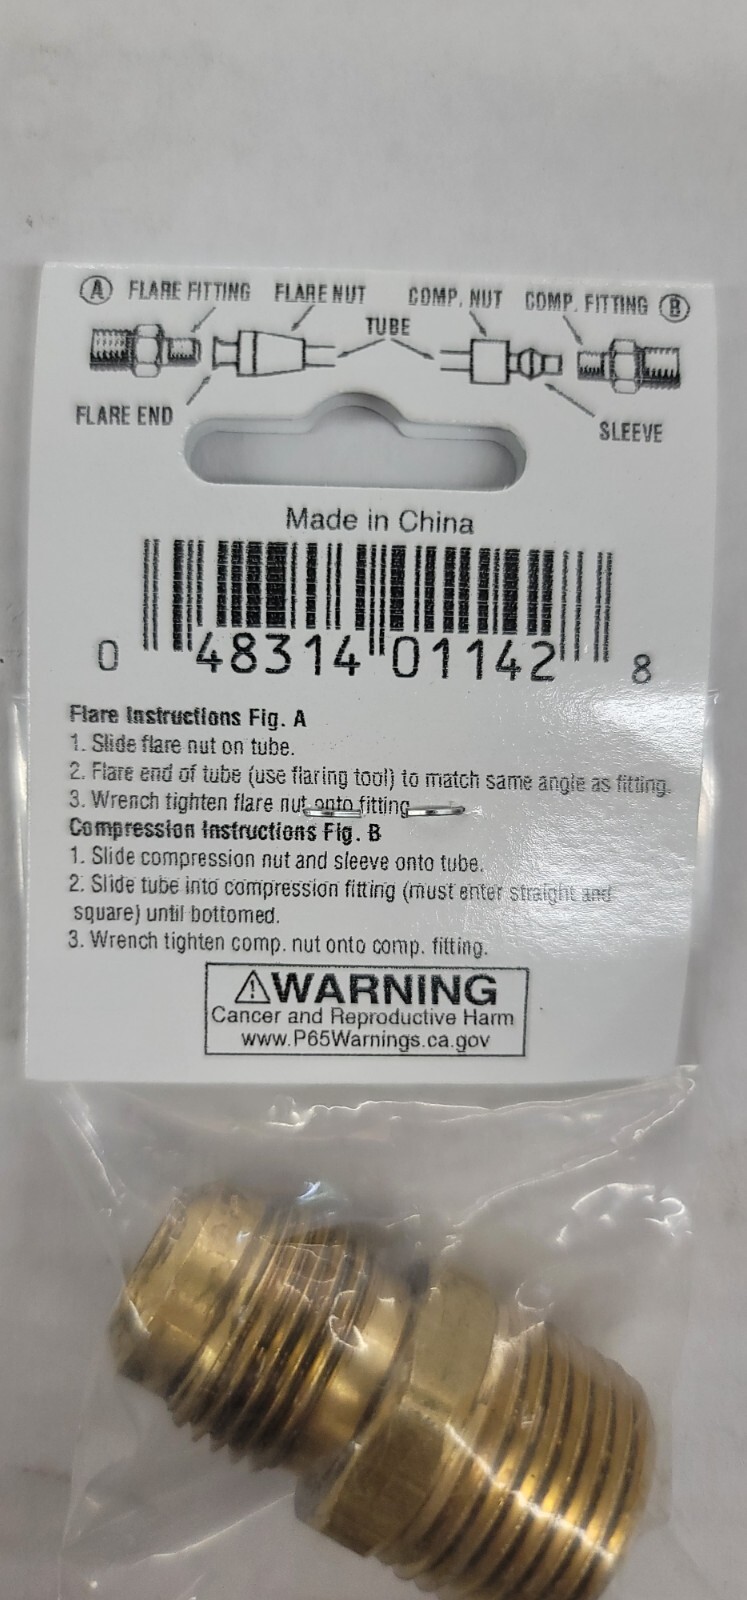 A FLARE FITTING FLARE NUT COMP. NUT COMP. FITTING B
TUBE
FLARE END
SLEEVE
Made in China
0 48314 01142 8
Flare Instructions Fig. A
1. Slide flare nut on tube.
2. Flare end of tube (use flaring tool) to match same angle as fitting.
3. Wrench tighten flare nut onto fitting
Compression Instructions Fig. B
1. Slide compression nut and sleeve onto tube.
2. Slide tube into compression fitting (must enter straight and
square) until bottomed.
3. Wrench tighten comp. nut onto comp. fitting.
⚠WARNING
Cancer and Reproductive Harm
www.P65Warnings.ca.gov